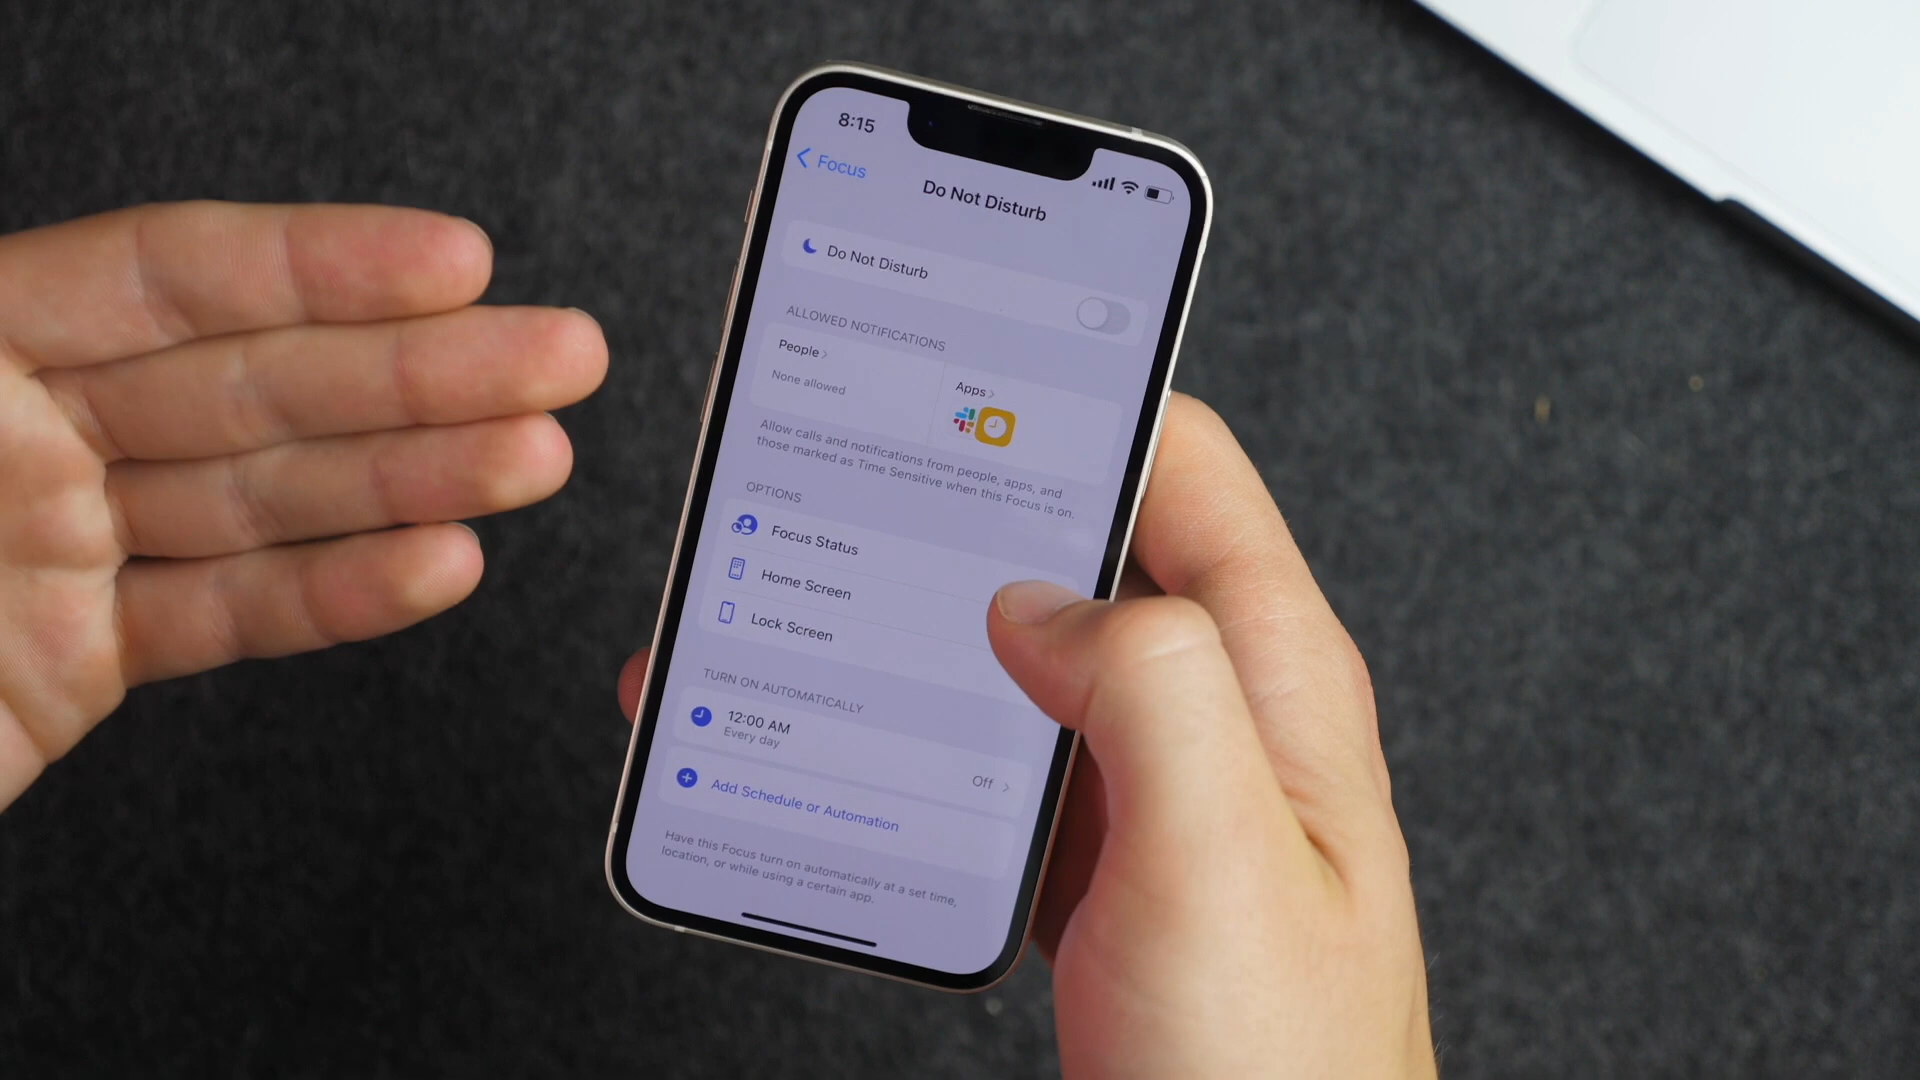 8:15
Focus
Do Not Disturb
Do Not Disturb
ALLOWED NOTIFICATIONS
People
None allowed
Apps
Allow calls and notifications from people, apps, and
those marked as Time Sensitive when this Focus is on.
OPTIONS
Focus Status
Home Screen
Lock Screen
TURN ON AUTOMATICALLY
12:00 AM
Every day
Off
Add Schedule or Automation
Have this Focus turn on automatically at a set time,
location, or while using a certain app.